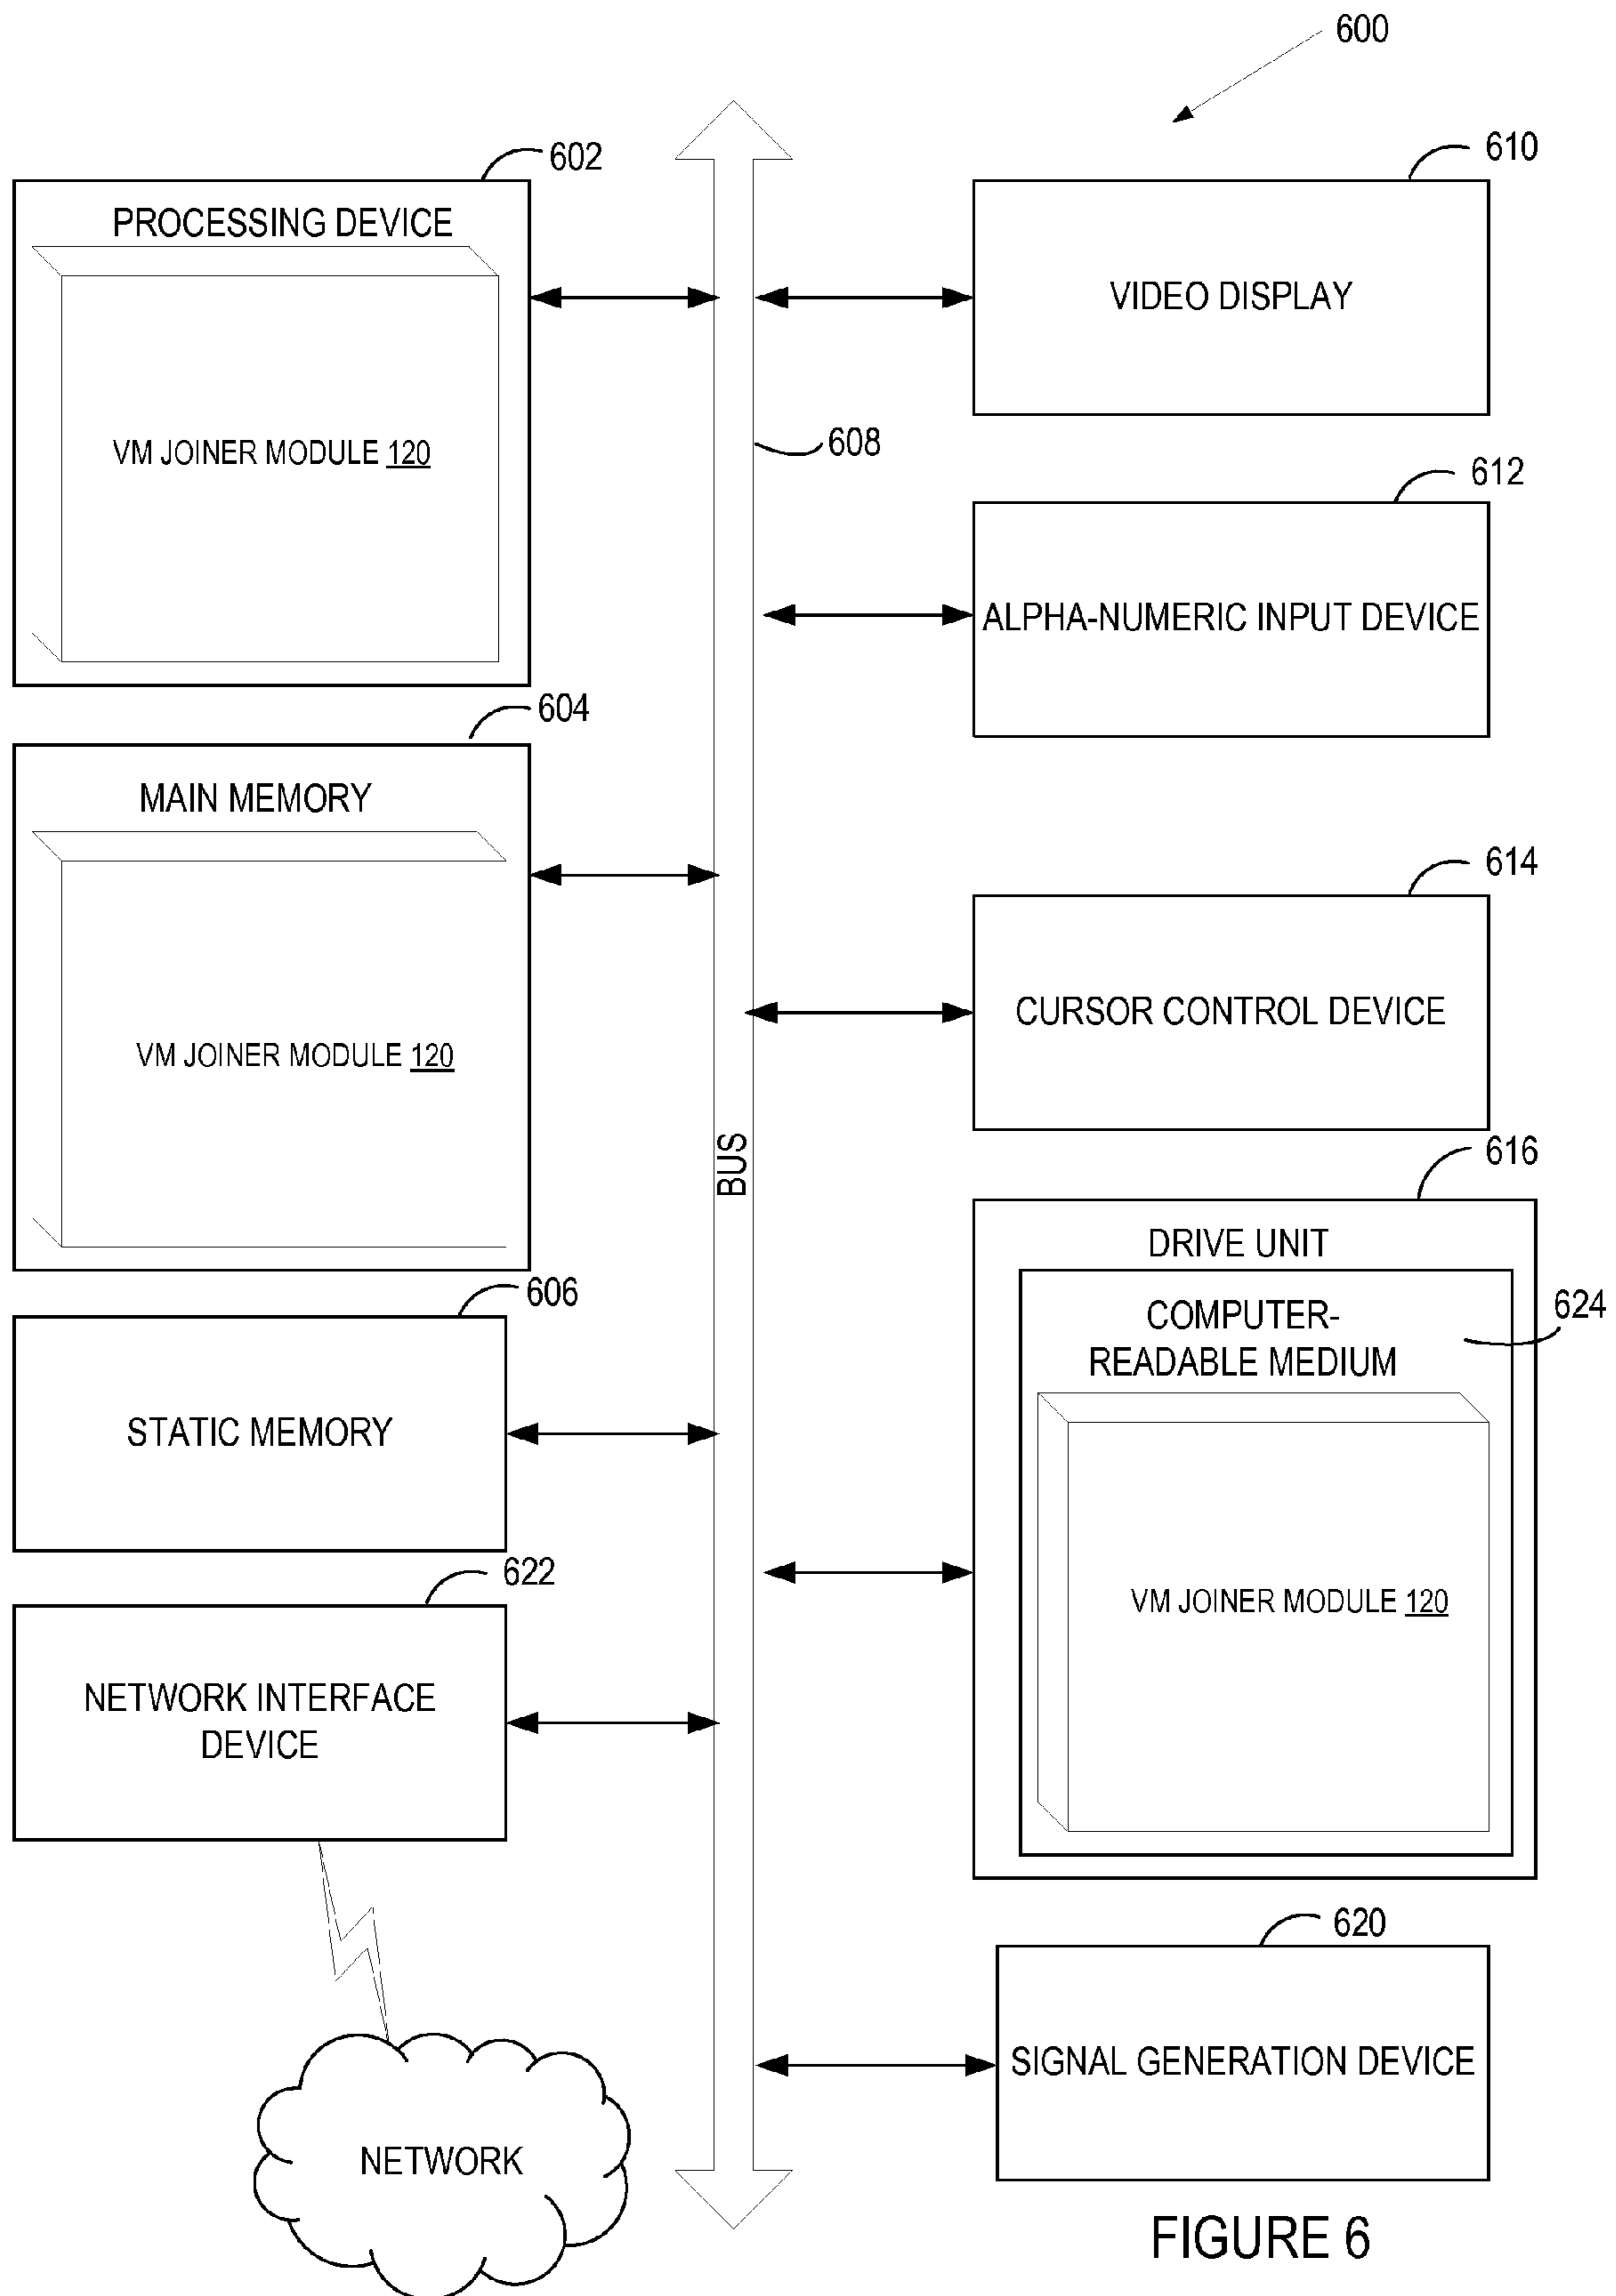 600
602
PROCESSING DEVICE
VM JOINER MODULE 120
604
MAIN MEMORY
VM JOINER MODULE 120
606
STATIC MEMORY
622
NETWORK INTERFACE
DEVICE
NETWORK
BUS
608
610
VIDEO DISPLAY
612
ALPHA-NUMERIC INPUT DEVICE
614
CURSOR CONTROL DEVICE
616
DRIVE UNIT
624
COMPUTER-
READABLE MEDIUM
VM JOINER MODULE 120
620
SIGNAL GENERATION DEVICE
FIGURE 6